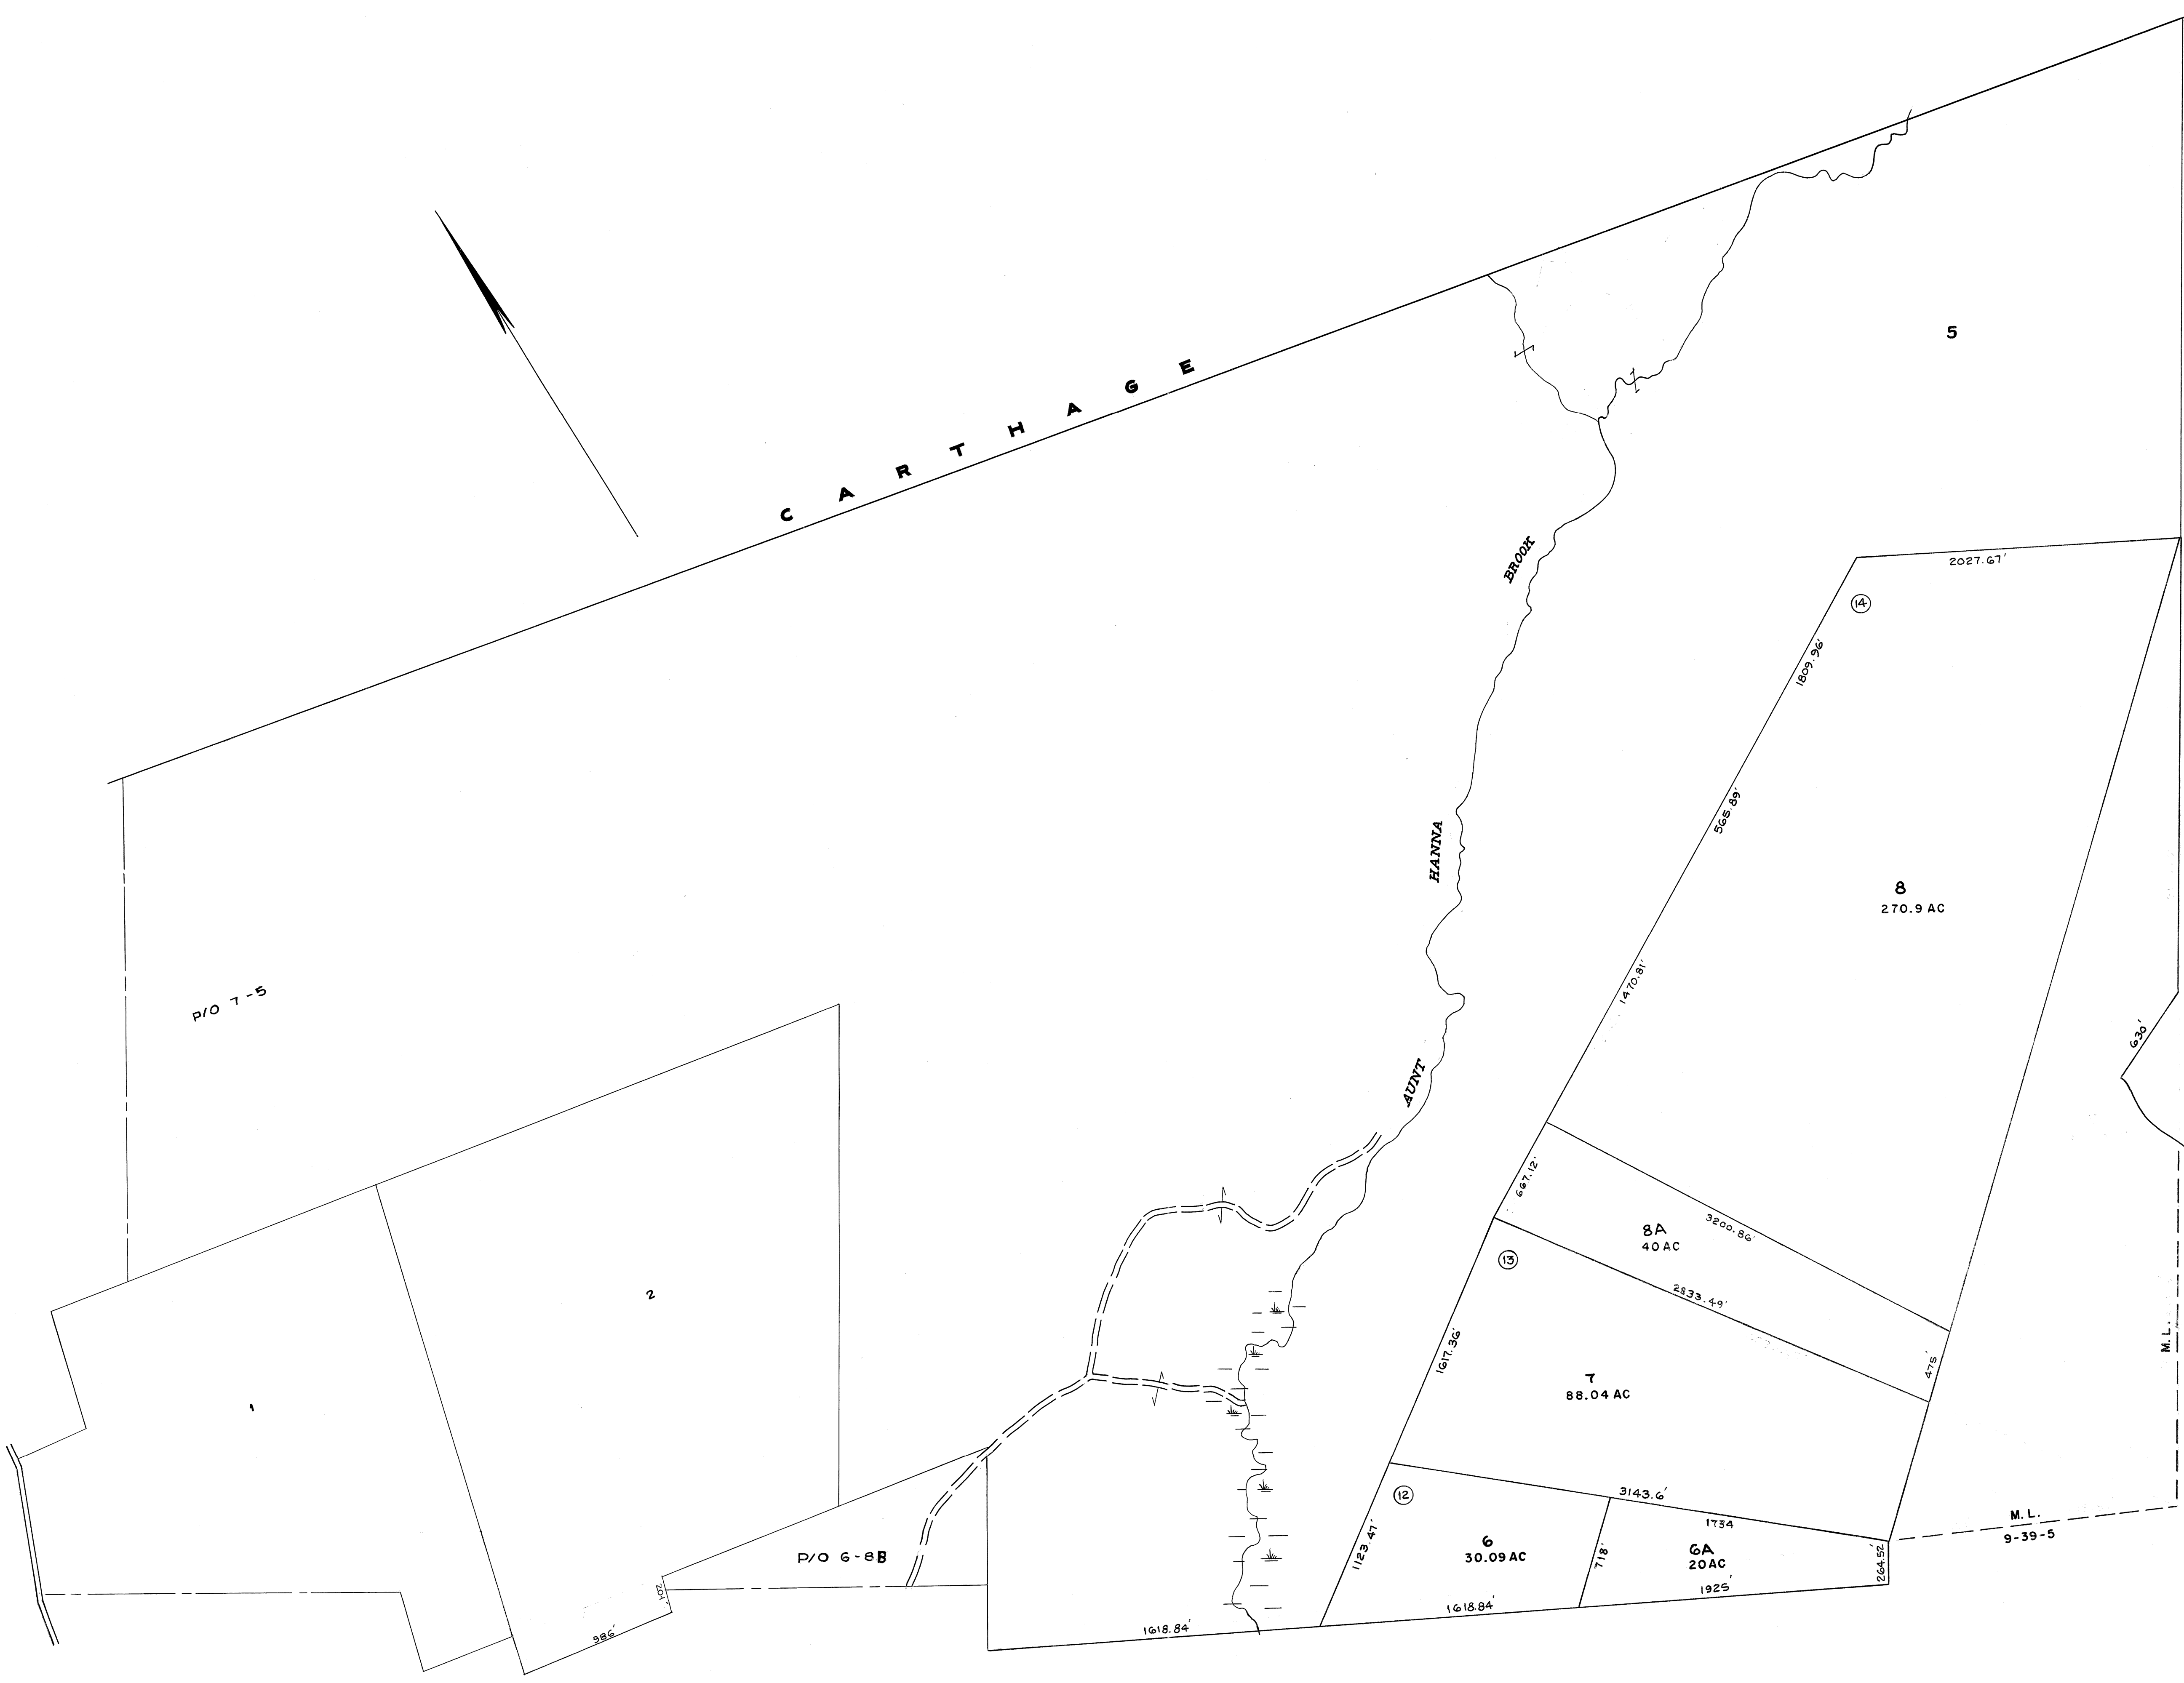 CARTHAGE
5
BROOK
2027.67'
14
1809.96'
565.89'
HANNA
8
270.9 AC
1470.81'
P/O 7-5
630'
AUNT
667.12'
8A
40 AC
3200.86'
13
2
2833.49'
1617.36'
M.L.
475'
7
88.04 AC
1
12
3143.6'
M.L.
1734
9-39-5
1123.47'
6
30.09 AC
718'
6A
20 AC
264.52'
P/O 6-8B
1925'
204'
1618.84'
986'
1618.84'